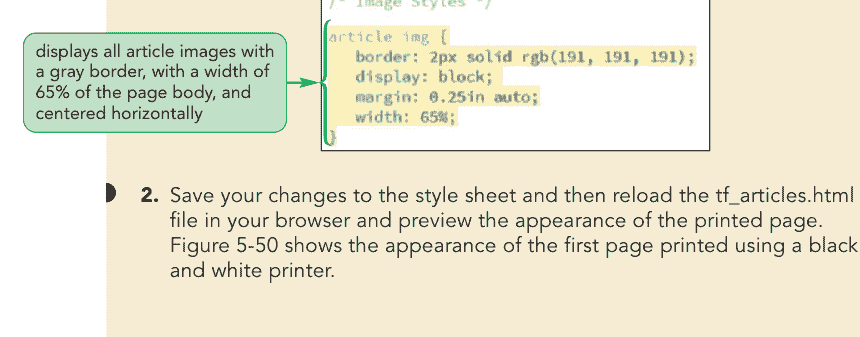 /* Image Styles */
displays all article images with
a gray border, with a width of
65% of the page body, and
centered horizontally
article img {
border: 2px solid rgb(191, 191, 191);
display: block;
margin: 0.25in auto;
width: 65%;
}
2. Save your changes to the style sheet and then reload the tf_articles.html
file in your browser and preview the appearance of the printed page.
Figure 5-50 shows the appearance of the first page printed using a black
and white printer.